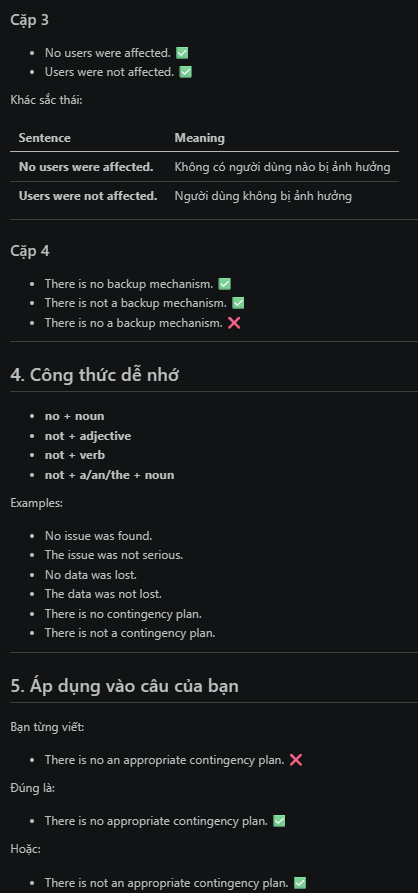 Cặp 3
No users were affected. ✅
Users were not affected. ✅
Khác sắc thái:
Sentence Meaning
No users were affected. Không có người dùng nào bị ảnh hưởng
Users were not affected. Người dùng không bị ảnh hưởng
Cặp 4
There is no backup mechanism. ✅
There is not a backup mechanism. ✅
There is no a backup mechanism. ❌
4. Công thức dễ nhớ
no + noun
not + adjective
not + verb
not + a/an/the + noun
Examples:
No issue was found.
The issue was not serious.
No data was lost.
The data was not lost.
There is no contingency plan.
There is not a contingency plan.
5. Áp dụng vào câu của bạn
Bạn từng viết:
There is no an appropriate contingency plan. ❌
Đúng là:
There is no appropriate contingency plan. ✅
Hoặc:
There is not an appropriate contingency plan. ✅